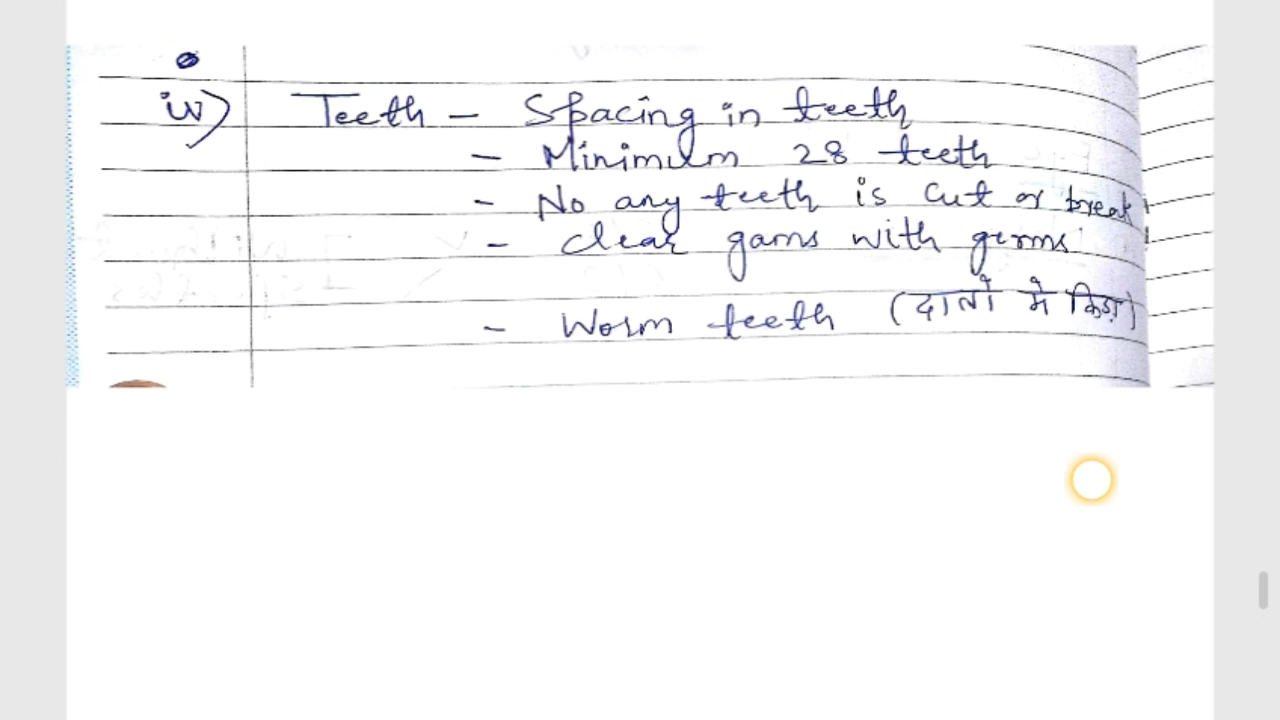 iv) Teeth - Spacing in teeth
- Minimum 28 teeth
- No any teeth is cut or break
- clear gams with germs
- Worm teeth (दातों मे किड़ा)